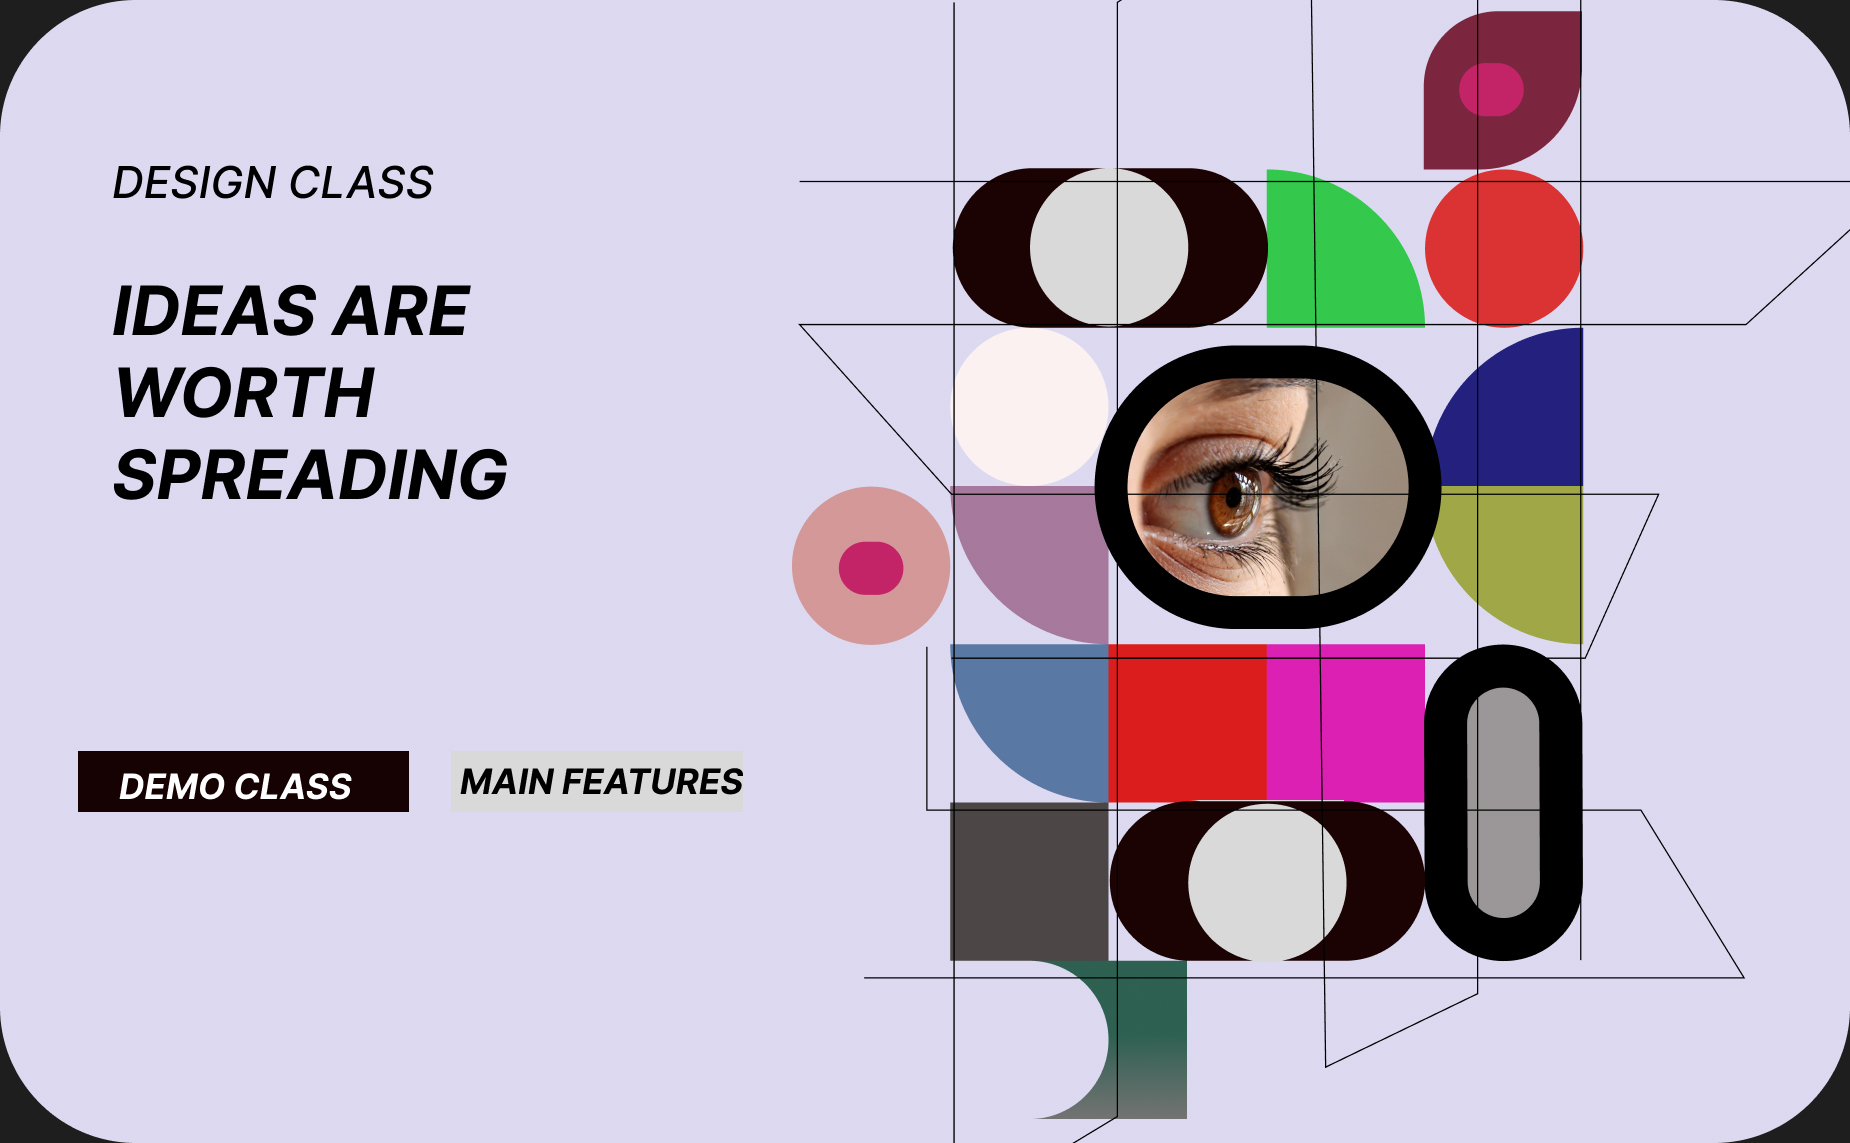 DESIGN CLASS
IDEAS ARE
WORTH
SPREADING
DEMO CLASS
MAIN FEATURES